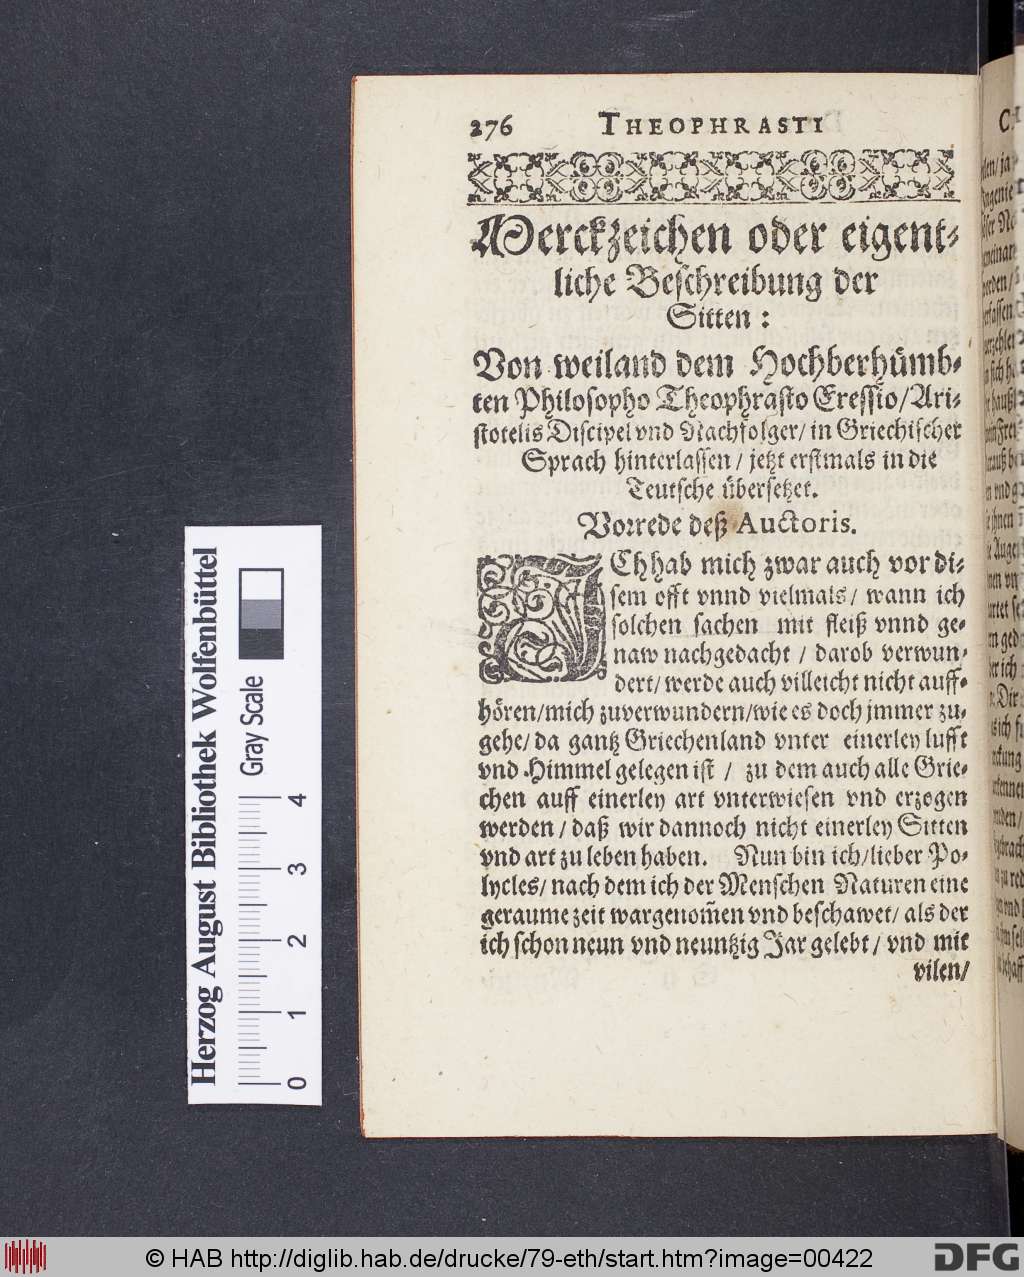 276 THEOPHRASTI
Merckzeichen oder eigent-
liche Beschreibung der
Sitten :
Von weiland dem Hochberhümb-
ten Philosopho Theophrasto Eressio/Ari-
stotelis Discipel vnd Nachfolger/ in Griechischer
Sprach hinterlassen / jetzt erstmals in die
Teutsche übersetzet.
Vorrede deß Auctoris.
ICh hab mich zwar auch vor di-
sem offt vnnd vielmals/ wann ich
solchen sachen mit fleiß vnnd ge-
naw nachgedacht / darob verwun-
dert/ werde auch villeicht nicht auff-
hören/mich zuverwundern/wie es doch jmmer zu-
gehe/ da gantz Griechenland vnter einerley lufft
vnd Himmel gelegen ist / zu dem auch alle Grie-
chen auff einerley art vnterwiesen vnd erzogen
werden / daß wir dannoch nicht einerley Sitten
vnd art zu leben haben. Nun bin ich/lieber Po-
lycles/ nach dem ich der Menschen Naturen eine
geraume zeit wargenom̃en vnd beschawet/ als der
ich schon neun vnd neuntzig Jar gelebt / vnd mit
vilen/
Herzog August Bibliothek Wolfenbüttel
Gray Scale
0 1 2 3 4
© HAB http://diglib.hab.de/drucke/79-eth/start.htm?image=00422
DFG